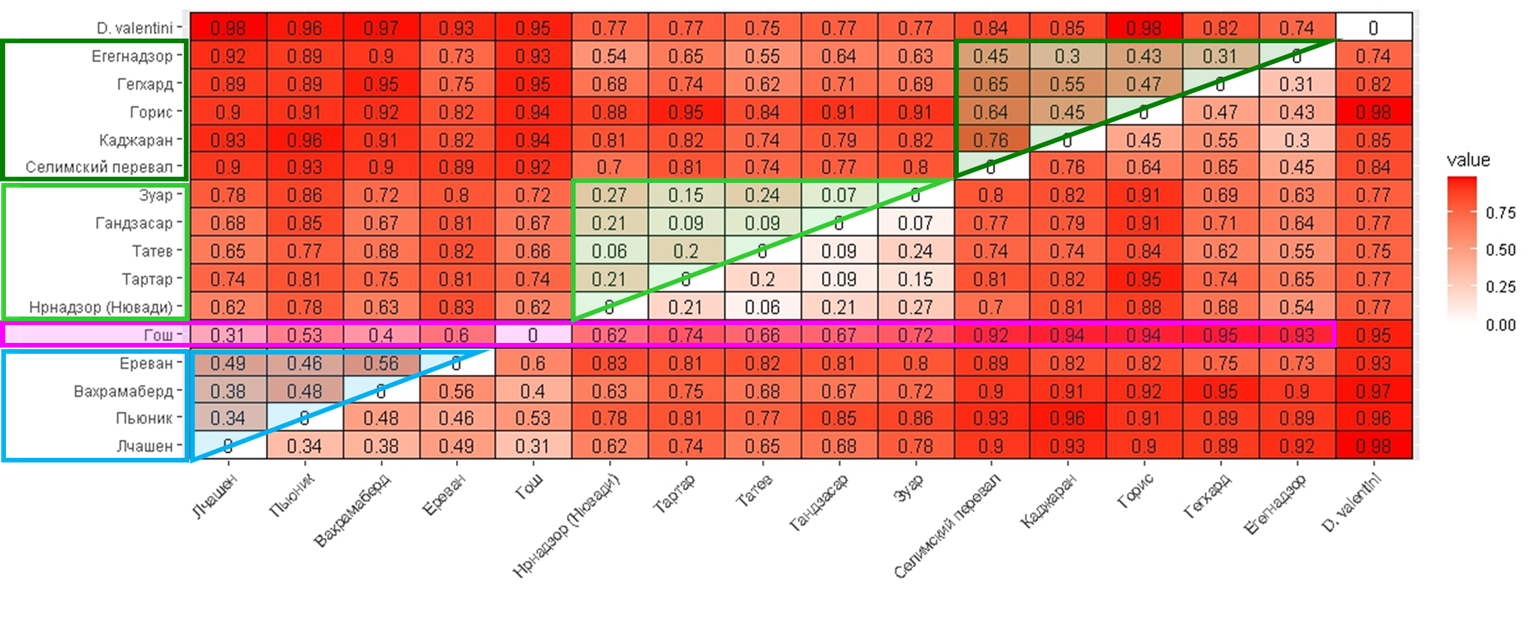 D. valentini 0.98 0.96 0.97 0.93 0.95 0.77 0.77 0.75 0.77 0.77 0.84 0.85 0.98 0.82 0.74 0
Егегнадзор 0.92 0.89 0.9 0.73 0.93 0.54 0.65 0.55 0.64 0.63 0.45 0.3 0.43 0.31 0 0.74
Гегхард 0.89 0.89 0.95 0.75 0.95 0.68 0.74 0.62 0.71 0.69 0.65 0.55 0.47 0 0.31 0.82
Горис 0.9 0.91 0.92 0.82 0.94 0.88 0.95 0.84 0.91 0.91 0.64 0.45 0 0.47 0.43 0.98
Каджаран 0.93 0.96 0.91 0.82 0.94 0.81 0.82 0.74 0.79 0.82 0.76 0 0.45 0.55 0.3 0.85
Селимский перевал 0.9 0.93 0.9 0.89 0.92 0.7 0.81 0.74 0.77 0.8 0 0.76 0.64 0.65 0.45 0.84
Зуар 0.78 0.86 0.72 0.8 0.72 0.27 0.15 0.24 0.07 0 0.8 0.82 0.91 0.69 0.63 0.77
Гандзасар 0.68 0.85 0.67 0.81 0.67 0.21 0.09 0.09 0 0.07 0.77 0.79 0.91 0.71 0.64 0.77
Татев 0.65 0.77 0.68 0.82 0.66 0.06 0.2 0 0.09 0.24 0.74 0.74 0.84 0.62 0.55 0.75
Тартар 0.74 0.81 0.75 0.81 0.74 0.21 0 0.2 0.09 0.15 0.81 0.82 0.95 0.74 0.65 0.77
Нрнадзор (Нювади) 0.62 0.78 0.63 0.83 0.62 0 0.21 0.06 0.21 0.27 0.7 0.81 0.88 0.68 0.54 0.77
Гош 0.31 0.53 0.4 0.6 0 0.62 0.74 0.66 0.67 0.72 0.92 0.94 0.94 0.95 0.93 0.95
Ереван 0.49 0.46 0.56 0 0.6 0.83 0.81 0.82 0.81 0.8 0.89 0.82 0.82 0.75 0.73 0.93
Вахрамаберд 0.38 0.48 0 0.56 0.4 0.63 0.75 0.68 0.67 0.72 0.9 0.91 0.92 0.95 0.9 0.97
Пьюник 0.34 0 0.48 0.46 0.53 0.78 0.81 0.77 0.85 0.86 0.93 0.96 0.91 0.89 0.89 0.96
Лчашен 0 0.34 0.38 0.49 0.31 0.62 0.74 0.65 0.68 0.78 0.9 0.93 0.9 0.89 0.92 0.98
Лчашен
Пьюник
Вахрамаберд
Ереван
Гош
Нрнадзор (Нювади)
Тартар
Татев
Гандзасар
Зуар
Селимский перевал
Каджаран
Горис
Гегхард
Егегнадзор
D. valentini
value
0.75
0.50
0.25
0.00